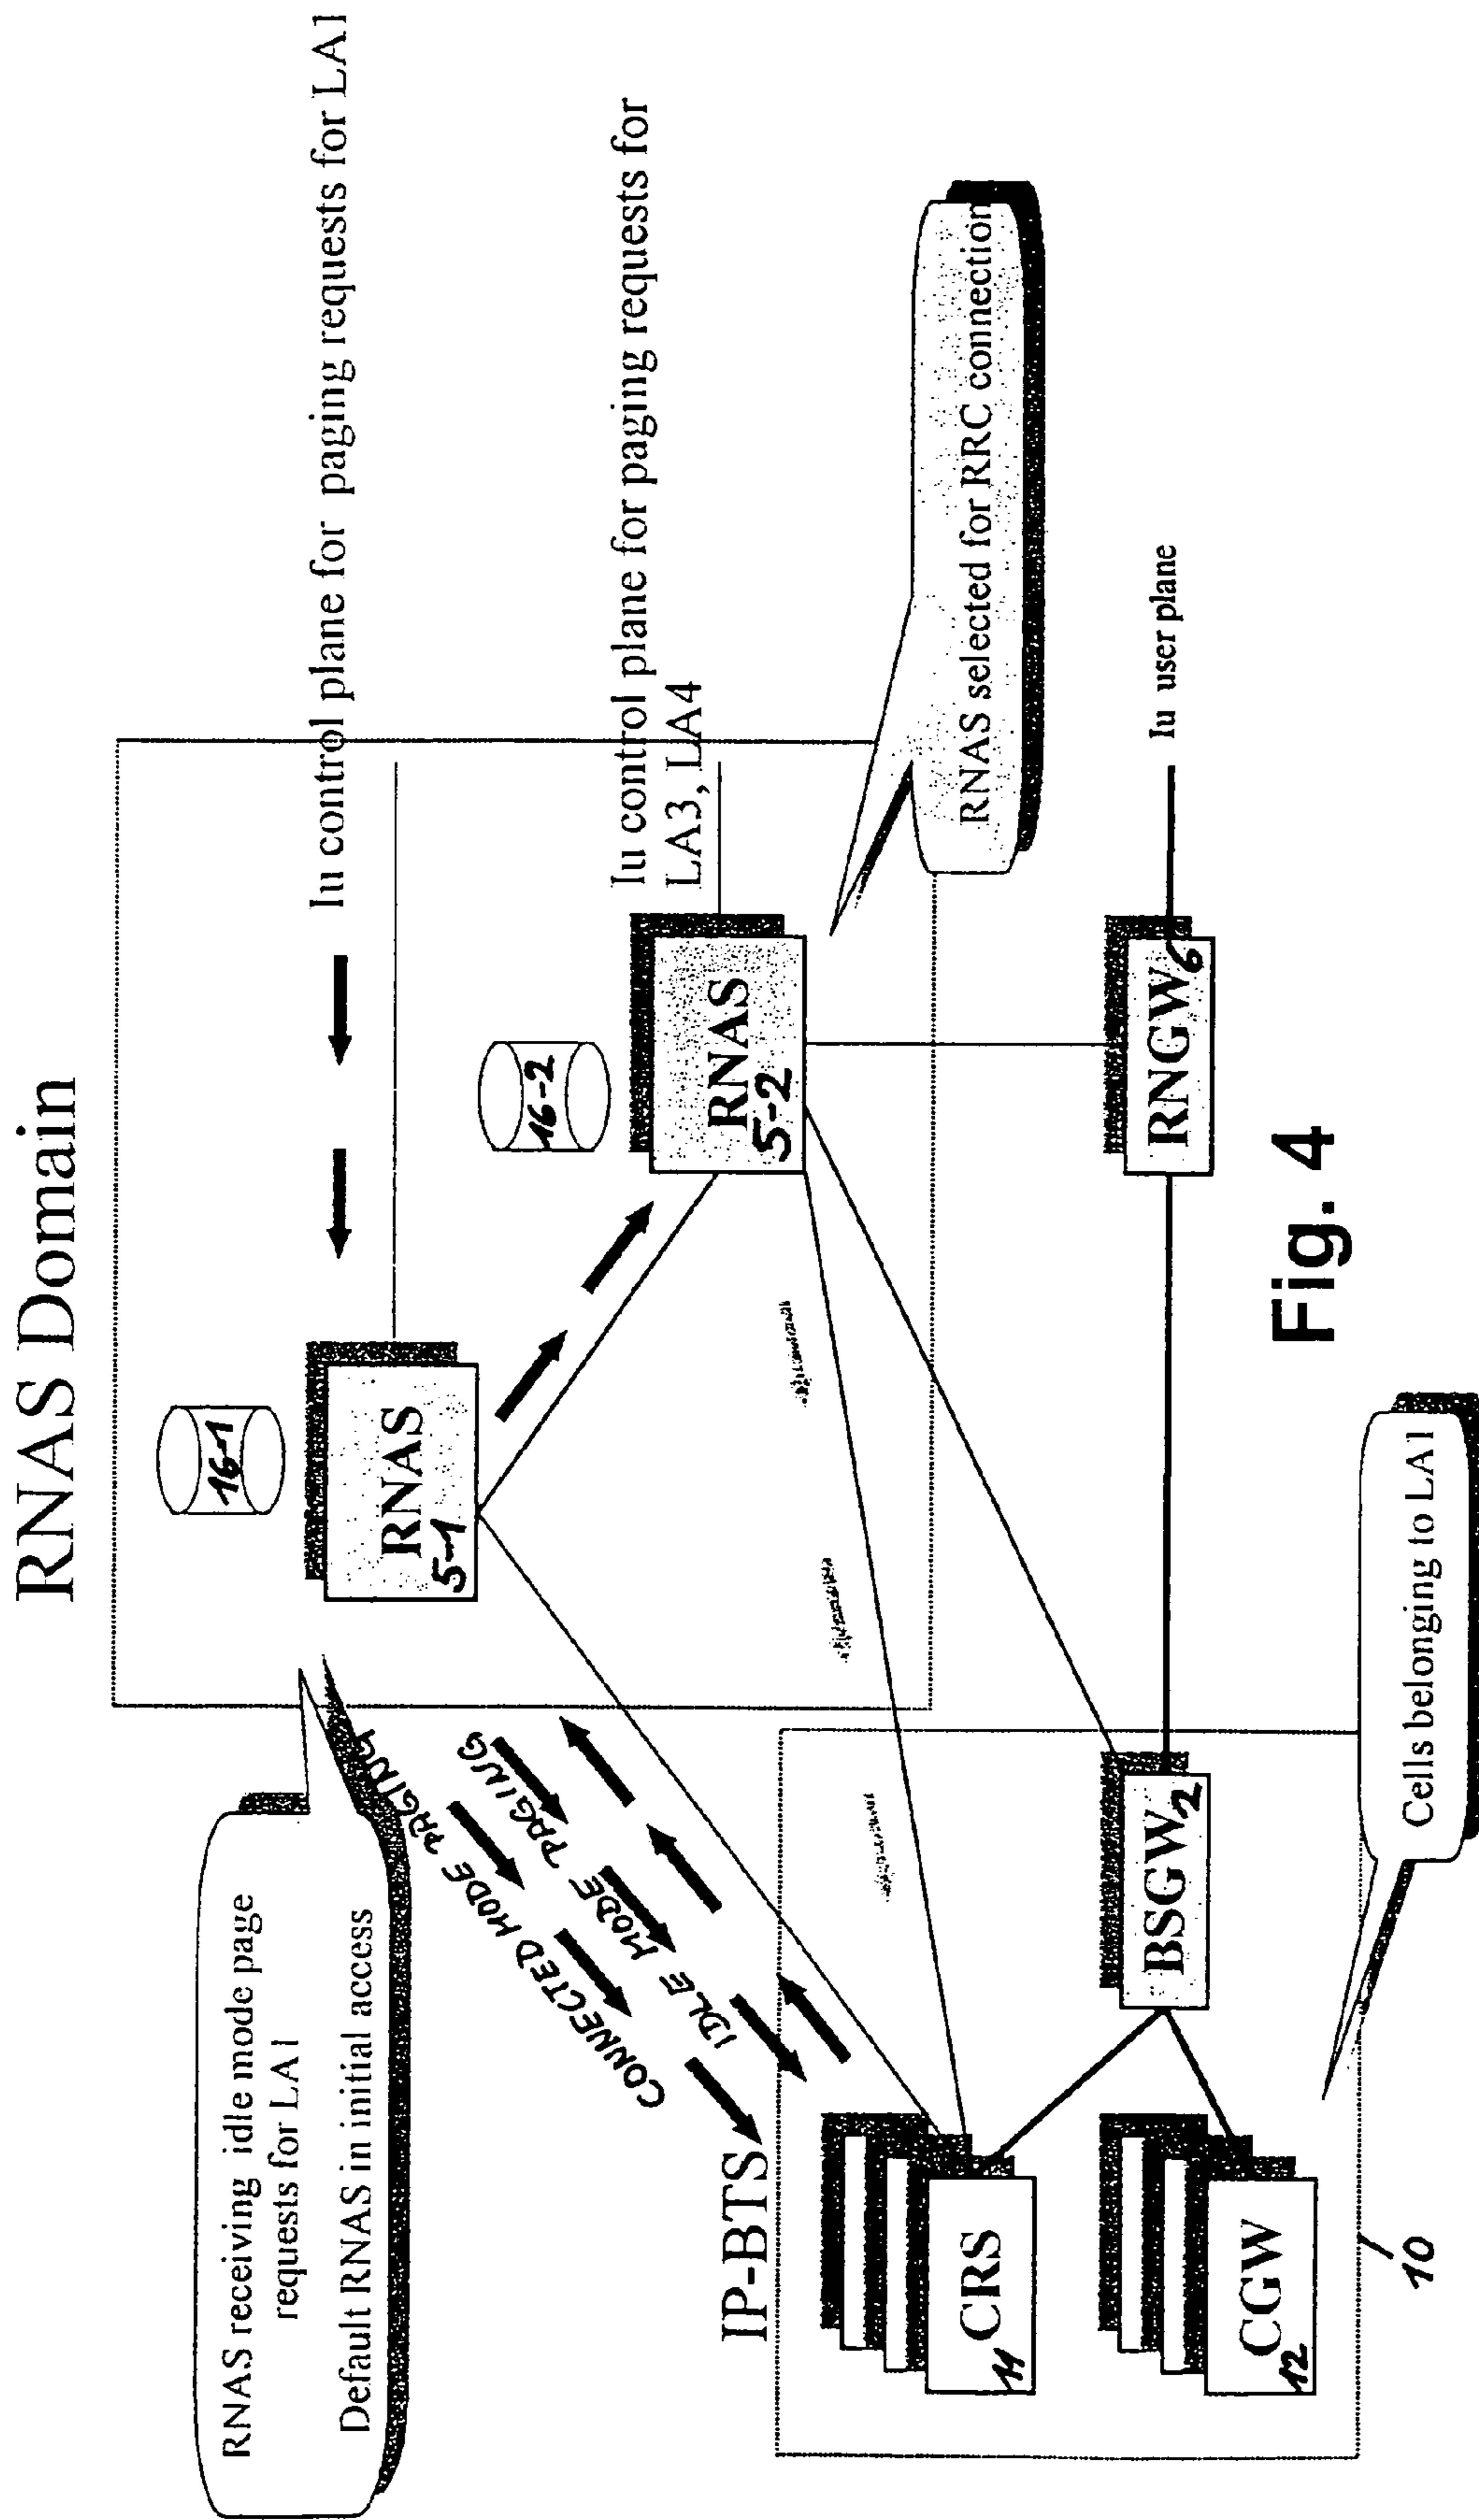 RNAS Domain
RNAS receiving idle mode page
requests for LA1
Default RNAS in initial access
16-1
RNAS
5-1
Iu control plane for paging requests for LA1
16-2
RNAS
5-2
Iu control plane for paging requests for
LA3, LA4
CONNECTED MODE PAGING
IDLE MODE PAGING
RNAS selected for RRC connection
IP-BTS
CRS
11
CGW
12
BSGW
2
RNGW
6
Iu user plane
Cells belonging to LA1
10
Fig. 4